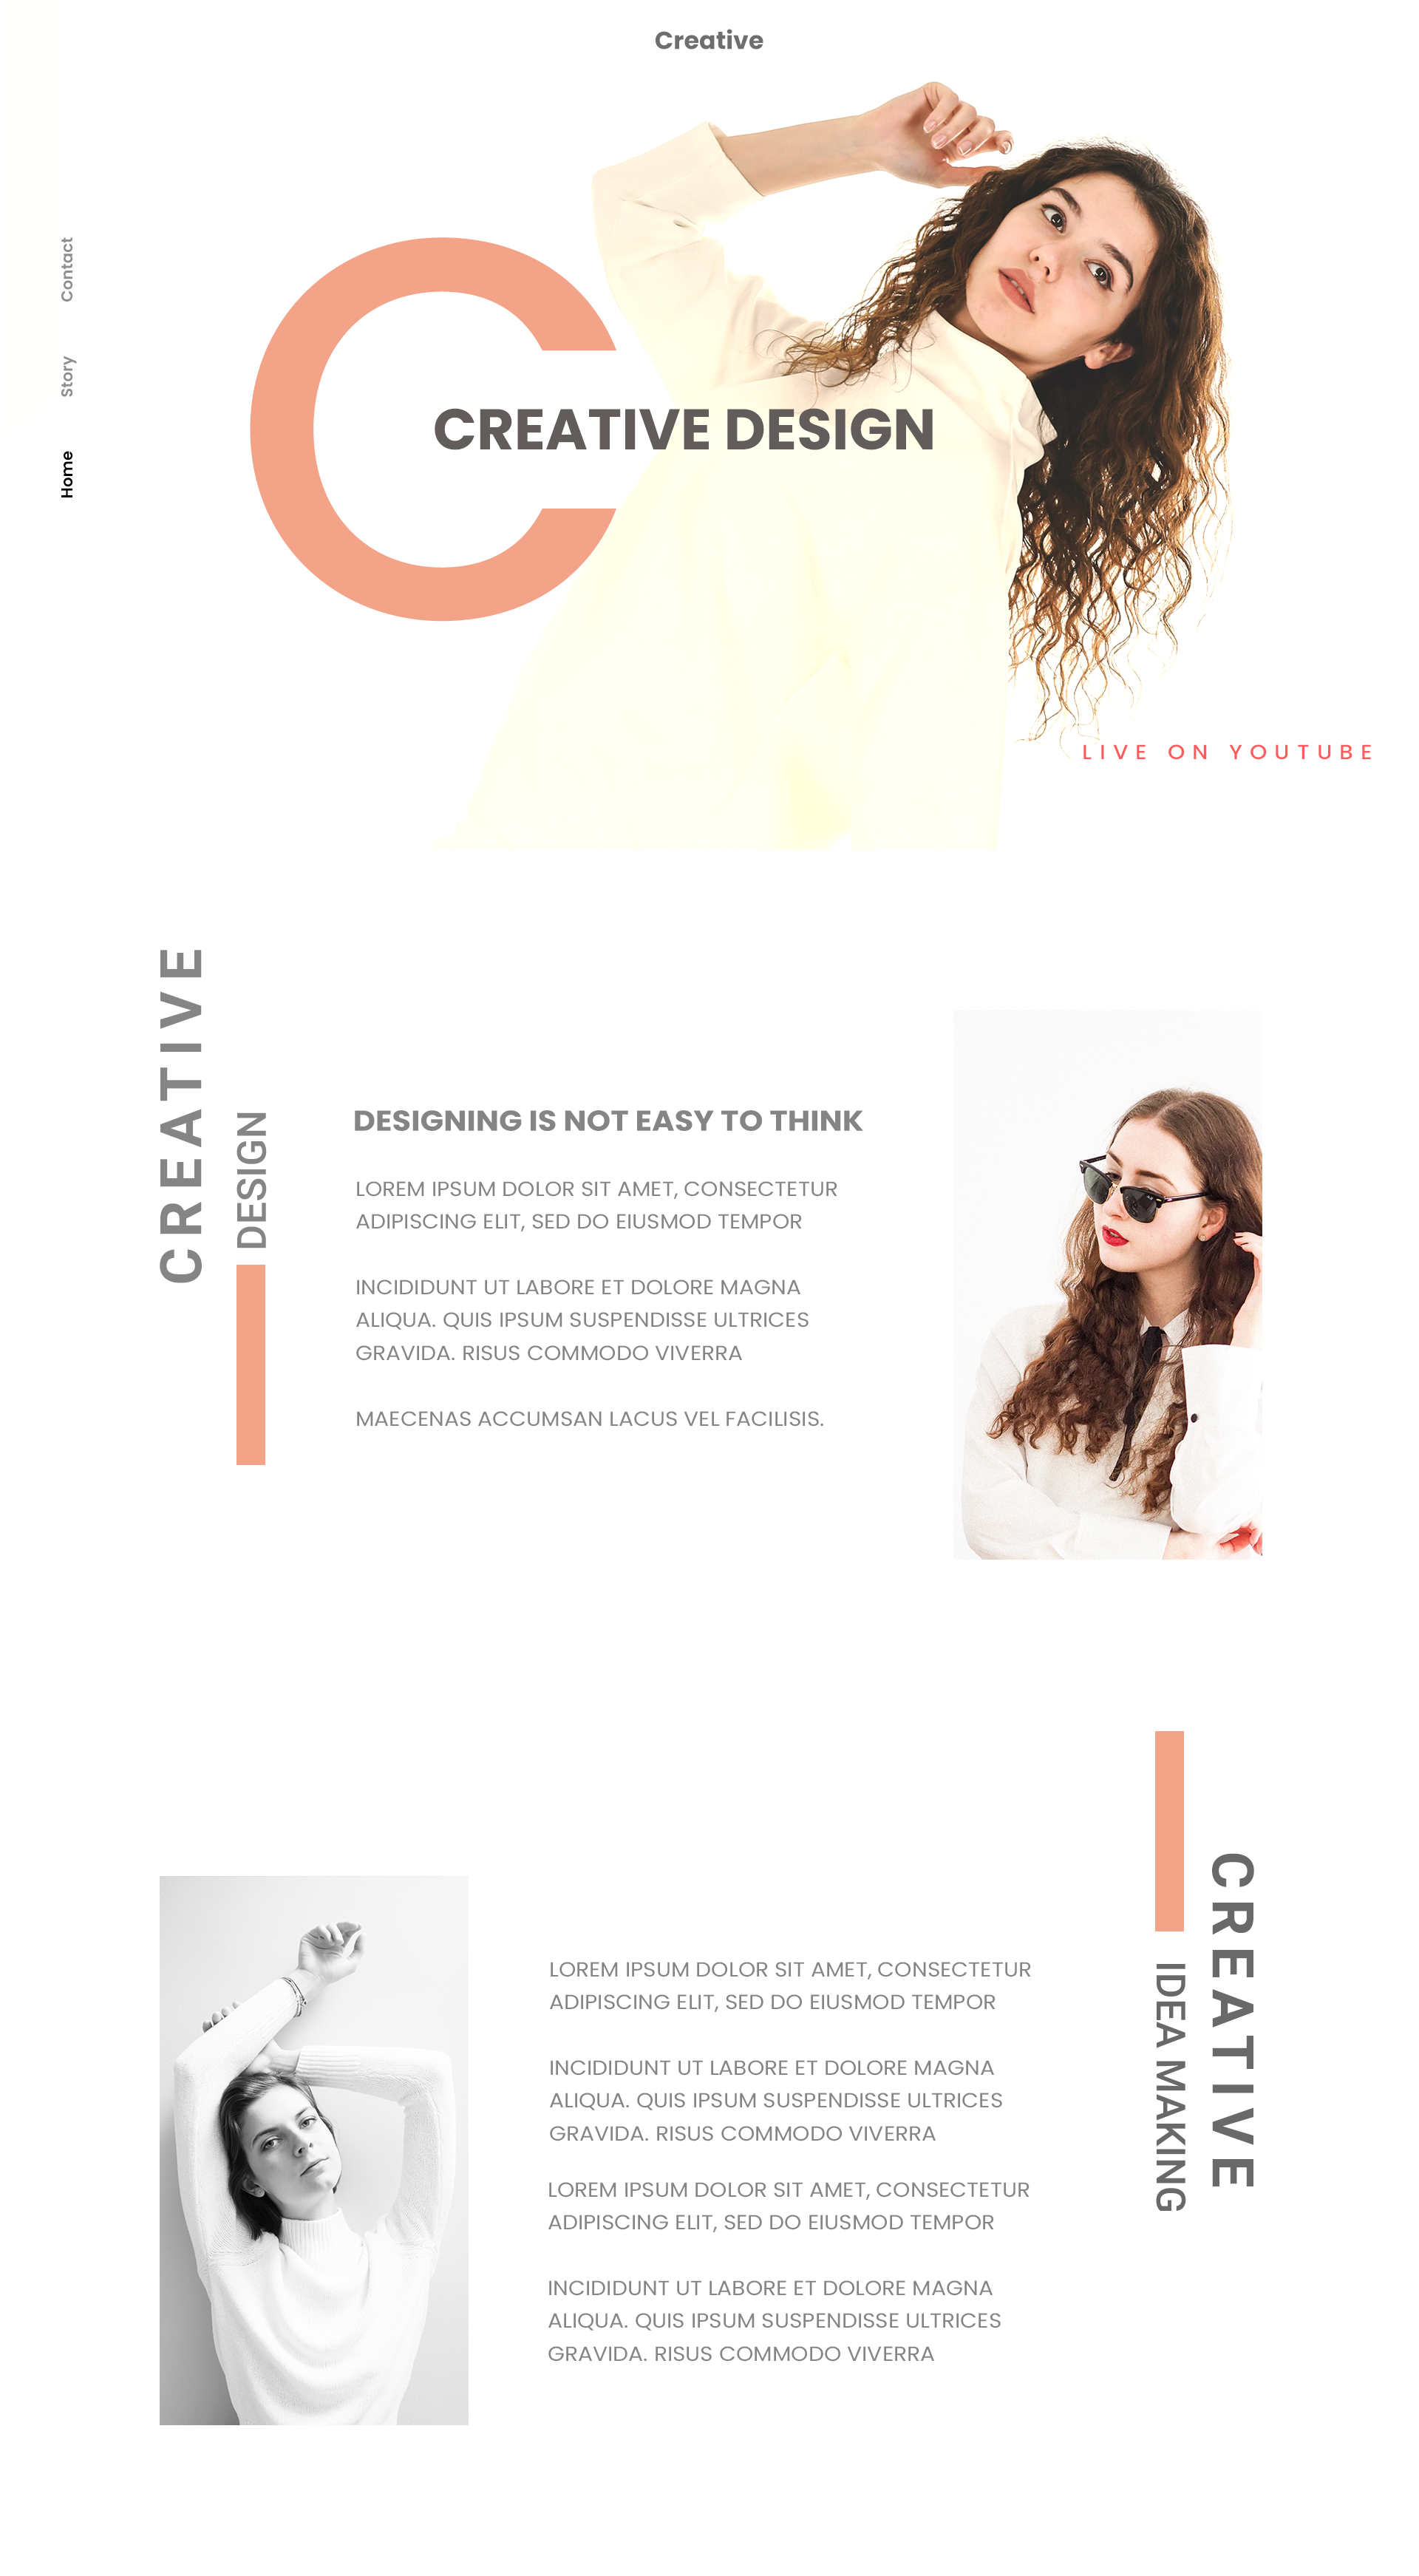 Creative
Contact
Story
Home
C
CREATIVE DESIGN
LIVE ON YOUTUBE
CREATIVE
DESIGN
DESIGNING IS NOT EASY TO THINK
LOREM IPSUM DOLOR SIT AMET, CONSECTETUR
ADIPISCING ELIT, SED DO EIUSMOD TEMPOR
INCIDIDUNT UT LABORE ET DOLORE MAGNA
ALIQUA. QUIS IPSUM SUSPENDISSE ULTRICES
GRAVIDA. RISUS COMMODO VIVERRA
MAECENAS ACCUMSAN LACUS VEL FACILISIS.
CREATIVE
IDEA MAKING
LOREM IPSUM DOLOR SIT AMET, CONSECTETUR
ADIPISCING ELIT, SED DO EIUSMOD TEMPOR
INCIDIDUNT UT LABORE ET DOLORE MAGNA
ALIQUA. QUIS IPSUM SUSPENDISSE ULTRICES
GRAVIDA. RISUS COMMODO VIVERRA
LOREM IPSUM DOLOR SIT AMET, CONSECTETUR
ADIPISCING ELIT, SED DO EIUSMOD TEMPOR
INCIDIDUNT UT LABORE ET DOLORE MAGNA
ALIQUA. QUIS IPSUM SUSPENDISSE ULTRICES
GRAVIDA. RISUS COMMODO VIVERRA